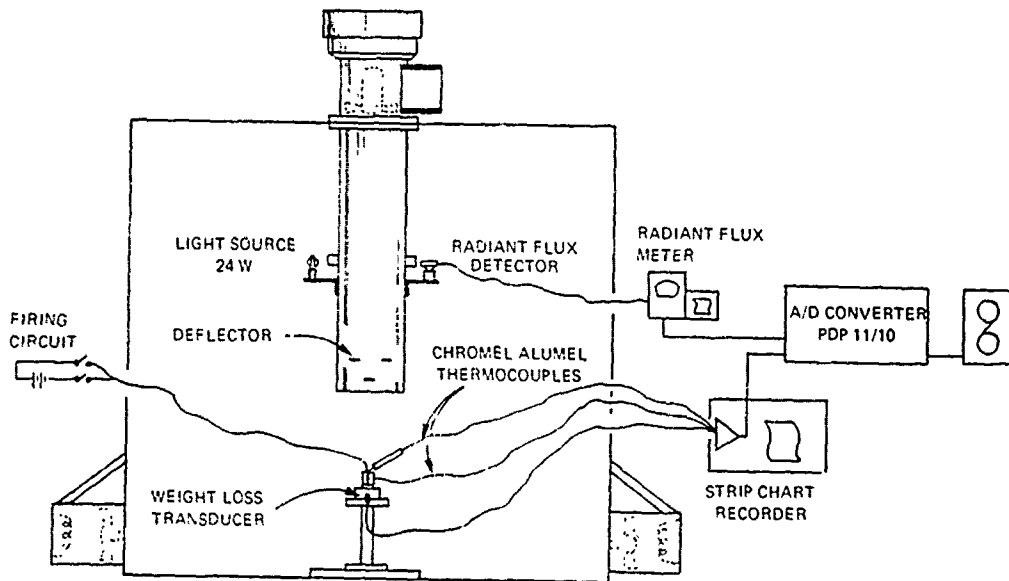 LIGHT SOURCE
24 W
RADIANT FLUX
DETECTOR
RADIANT FLUX
METER
A/D CONVERTER
PDP 11/10
FIRING
CIRCUIT
DEFLECTOR
CHROMEL ALUMEL
THERMOCOUPLES
WEIGHT LOSS
TRANSDUCER
STRIP CHART
RECORDER